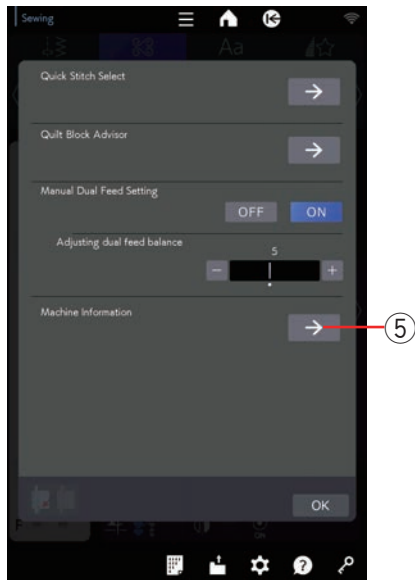 Sewing
Aa
Quick Stitch Select
Quilt Block Advisor
Manual Dual Feed Setting
OFF ON
Adjusting dual feed balance
5
− +
Machine Information
⑤
OK
?